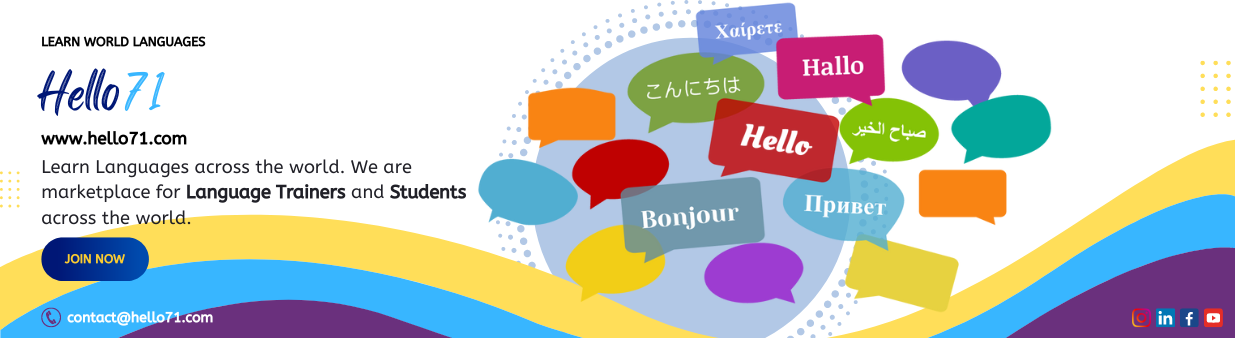 LEARN WORLD LANGUAGES
Hello71
www.hello71.com
Learn Languages across the world. We are
marketplace for Language Trainers and Students
across the world.
JOIN NOW
contact@hello71.com
Χαίρετε
Hallo
こんにちは
Hello
صباح الخير
Bonjour
Привет